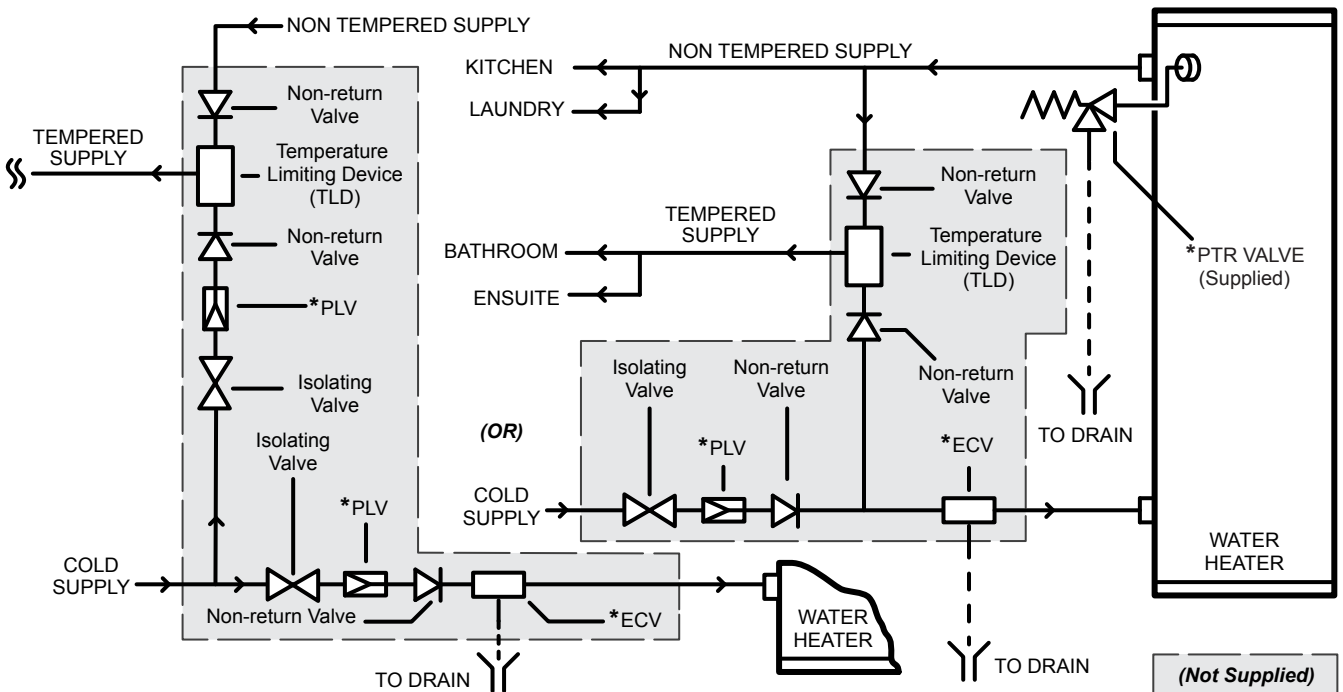 NON TEMPERED SUPPLY
Non-return
Valve
TEMPERED
SUPPLY
Temperature
Limiting Device
(TLD)
Non-return
Valve
*PLV
Isolating
Valve
Isolating
Valve
*PLV
COLD
SUPPLY
Non-return Valve
*ECV
TO DRAIN
WATER
HEATER
(OR)
NON TEMPERED SUPPLY
KITCHEN
LAUNDRY
Non-return
Valve
TEMPERED
SUPPLY
BATHROOM
ENSUITE
Temperature
Limiting Device
(TLD)
*PTR VALVE
(Supplied)
Isolating
Valve
Non-return
Valve
Non-return
Valve
TO DRAIN
*PLV
*ECV
COLD
SUPPLY
WATER
HEATER
TO DRAIN
(Not Supplied)